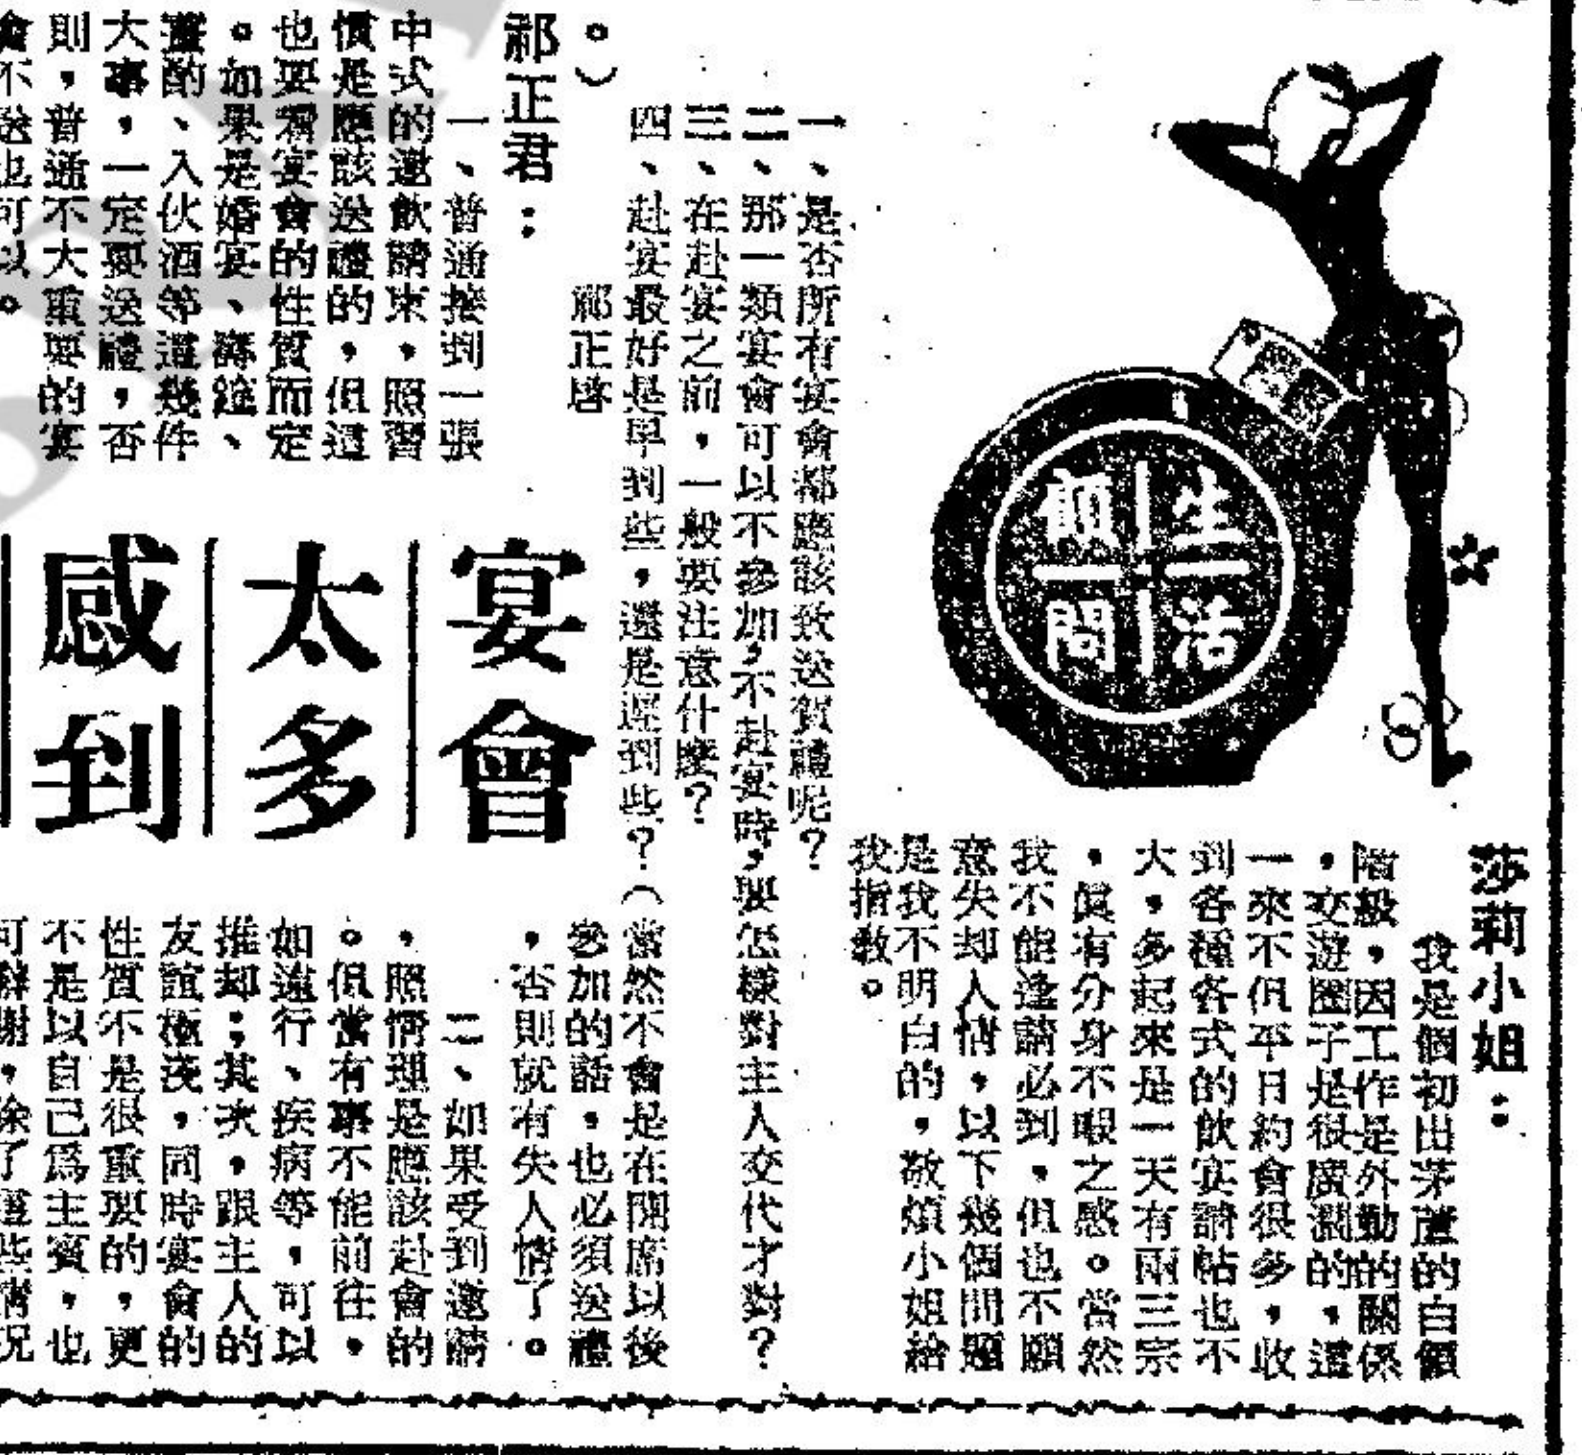 生活
顧問
莎莉小姐：
我是個初出茅蘆的白領
階級，因工作是外勤的關係
，交遊圈子是很廣濶的，這
一來不但平日約會很多，收
到各種各式的飲宴請帖也不
大，多起來是一天有兩三宗
，眞有分身不暇之感。當然
我不能逢請必到，但也不願
意失却人情，以下幾個問題
是我不明白的，敬煩小姐給
我指教。
一、是否所有宴會都應該致送賀禮呢？
二、那一類宴會可以不參加，不赴宴時，要怎樣對主人交代才對？
三、在赴宴之前，一般要注意什麼？
四、赴宴最好是早到些，還是遲到些？（當然不會是在開席以後
。）
祁正啓
宴會
太多
感到
祁正君：
一、普通接到一張
中式的邀飲請柬，照習
慣是應該送禮的，但這
也要看宴會的性質而定
。如果是婚宴、壽筵、
薑酌、入伙酒等這幾件
大事，一定要送禮，否
則，普通不大重要的宴
會不送也可以。
參加的話，也必須送禮
，否則就有失人情了。
二、如果受到邀請
，照情理是應該赴會的
。但當有事不能前往，
如遠行、疾病等，可以
推却；其次，跟主人的
友誼極淺，同時宴會的
性質不是很重要的，更
不是以自己爲主賓，也
可辭謝，除了這些情況